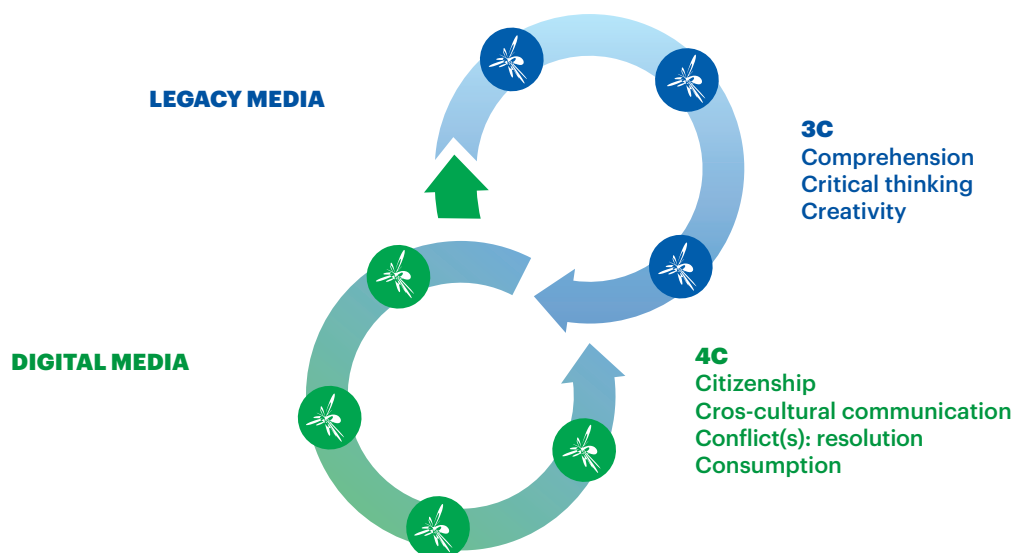 LEGACY MEDIA
3C
Comprehension
Critical thinking
Creativity
DIGITAL MEDIA
4C
Citizenship
Cros-cultural communication
Conflict(s): resolution
Consumption